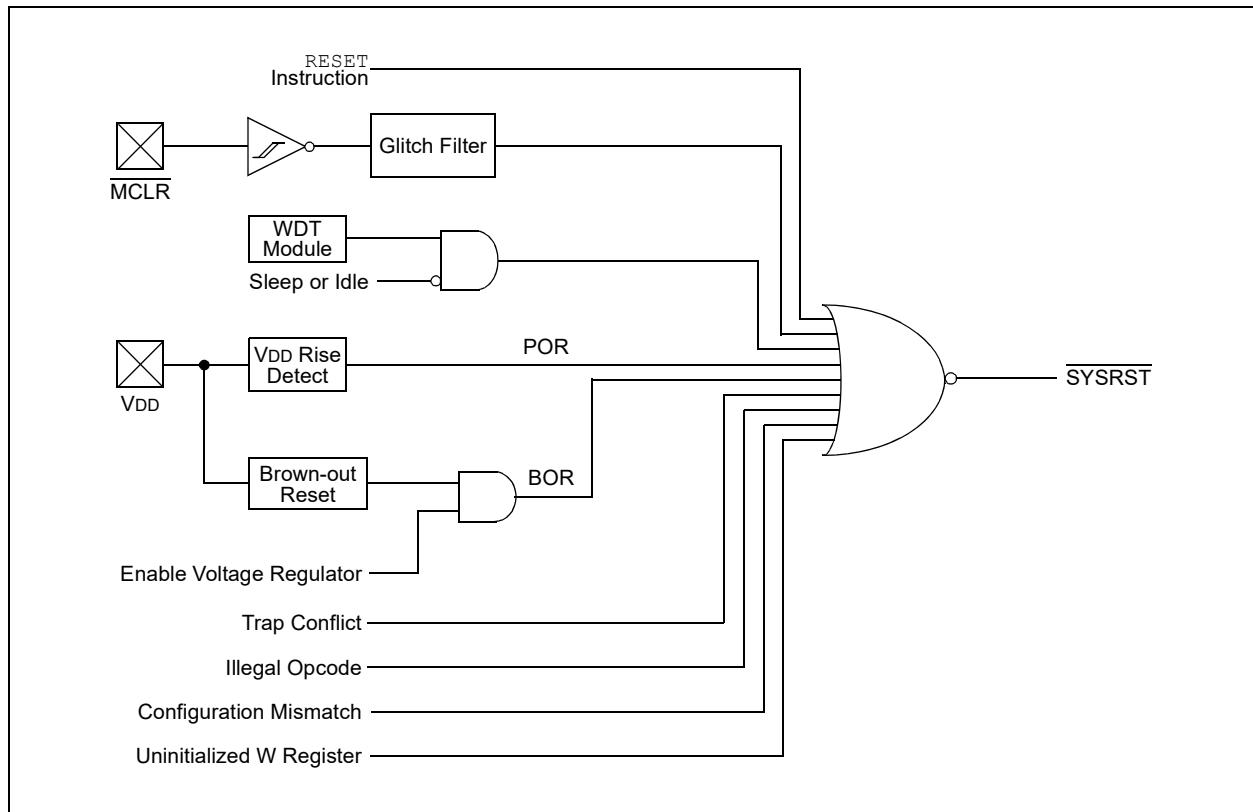 RESET
Instruction
Glitch Filter
MCLR
WDT
Module
Sleep or Idle
VDD Rise
Detect
POR
VDD
SYSRST
Brown-out
Reset
BOR
Enable Voltage Regulator
Trap Conflict
Illegal Opcode
Configuration Mismatch
Uninitialized W Register